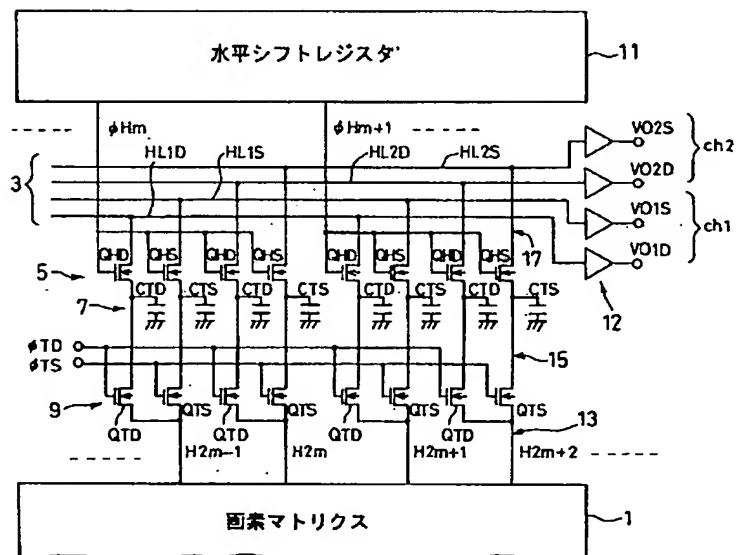 水平シフトレジスタ
11
φHm
φHm+1
HL1D
HL1S
HL2D
HL2S
VO2S
VO2D
ch2
VO1S
VO1D
ch1
3
12
17
5
QHD
QHS
QHD
QHS
QHD
QHS
QHD
QHS
7
CTD
CTS
CTD
CTS
CTD
CTS
CTD
CTS
φTD
φTS
15
9
QTD
QTS
QTD
QTS
QTD
QTS
QTD
QTS
13
H2m-1
H2m
H2m+1
H2m+2
画素マトリクス
1